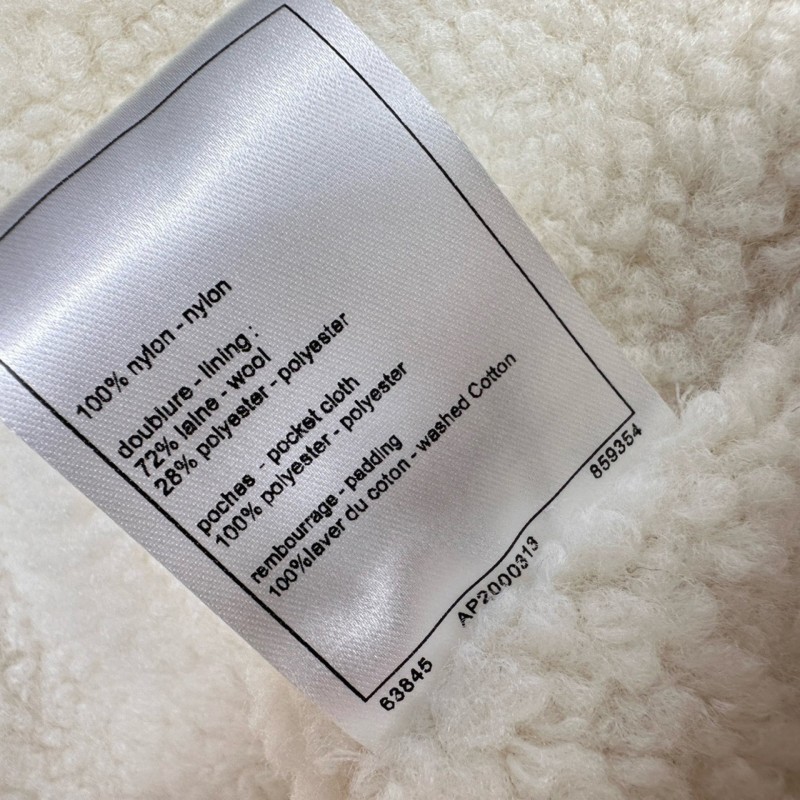 100% nylon - nylon
doublure - lining :
72% laine - wool
28% polyester - polyester
poches - pocket cloth
100% polyester - polyester
rembourrage - padding
100%laver du coton - washed Cotton
63845 AP2000313 859354